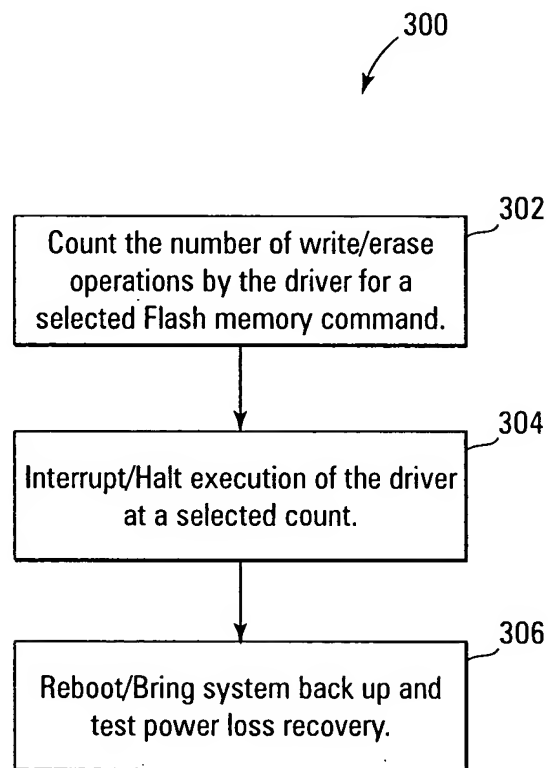 300
302
Count the number of write/erase
operations by the driver for a
selected Flash memory command.
304
Interrupt/Halt execution of the driver
at a selected count.
306
Reboot/Bring system back up and
test power loss recovery.